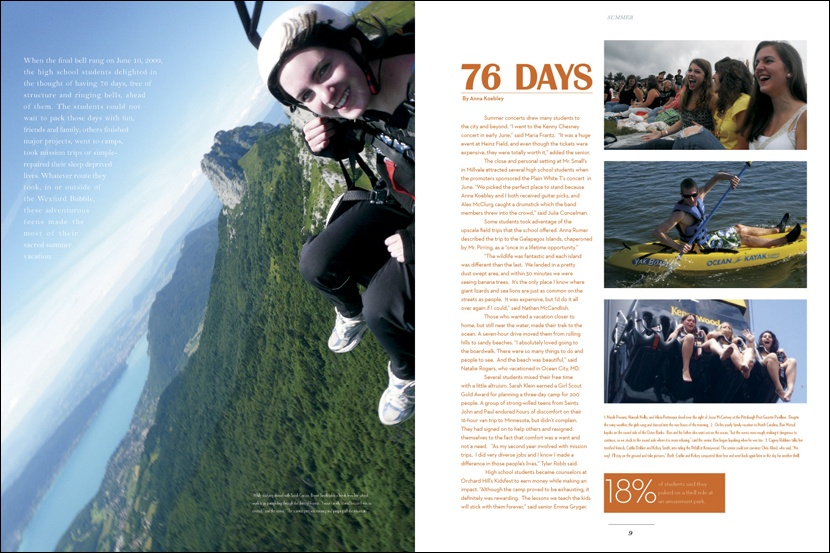 When the final bell rang on June 10, 2009,
the high school students delighted in
the thought of having 76 days, free of
structure and ringing bells, ahead
of them. The students could not
wait to pack those days with fun,
friends and family; others finished
major projects, went to camps,
took mission trips or simple-
repaired their sleep-deprived
lives. Whatever route they
took, in or outside of
the Wexford Bubble,
these adventurous
teens made the
most of their
sacred summer
vacation.
SUMMER
76 DAYS
By Anna Koebley
Summer concerts drew many students to
the city and beyond. "I went to the Kenny Chesney
concert in early June," said Maria Frantz. "It was a huge
event at Heinz Field, and even though the tickets were
expensive, they were totally worth it," added the senior.
The close and personal setting at Mr. Small's
in Millvale attracted several high school students when
the promoters sponsored the Plain White T's concert in
June. "We picked the perfect place to stand because
Anna Koebley and I both received guitar picks, and
Alex McClurg caught a drumstick which the band
members threw into the crowd," said Julia Concelman.
Some students took advantage of the
upscale field trips that the school offered. Anna Rumer
described the trip to the Galapagos Islands, chaperoned
by Mr. Pirring, as a "once in a lifetime opportunity."
"The wildlife was fantastic and each island
was different than the last. We landed in a pretty
dust-swept area, and within 50 minutes we were
seeing banana trees. It's the only place I know where
giant lizards and sea lions are just as common on the
streets as people. It was expensive, but I'd do it all
over again if I could," said Nathan McCandlish.
Those who wanted a vacation closer to
home, but still near the water, made their trek to the
ocean. A seven-hour drive moved them from rolling
hills to sandy beaches. "I absolutely loved going to
the boardwalk. There were so many things to do and
people to see. And the beach was beautiful," said
Natalie Rogers, who vacationed in Ocean City, MD.
Several students mixed their free time
with a little altruism. Sarah Klein earned a Girl Scout
Gold Award for planning a three-day camp for 200
people. A group of strong-willed teens from Saints
John and Paul endured hours of discomfort on their
16-hour van trip to Minnesota, but didn't complain.
They had signed on to help others and resigned
themselves to the fact that comfort was a want and
not a need. "As my second year involved with mission
trips, I did very diverse jobs and I know I made a
difference in those people's lives," Tyler Robb said.
High school students became counselors at
Orchard Hill's Kidsfest to earn money while making an
impact. "Although the camp proved to be exhausting, it
definitely was rewarding. The lessons we teach the kids
will stick with them forever," said senior Emma Gryger.
OCEAN KAYAK
Kennywood
18%
of students said they
puked on a thrill ride at
an amusement park.
9